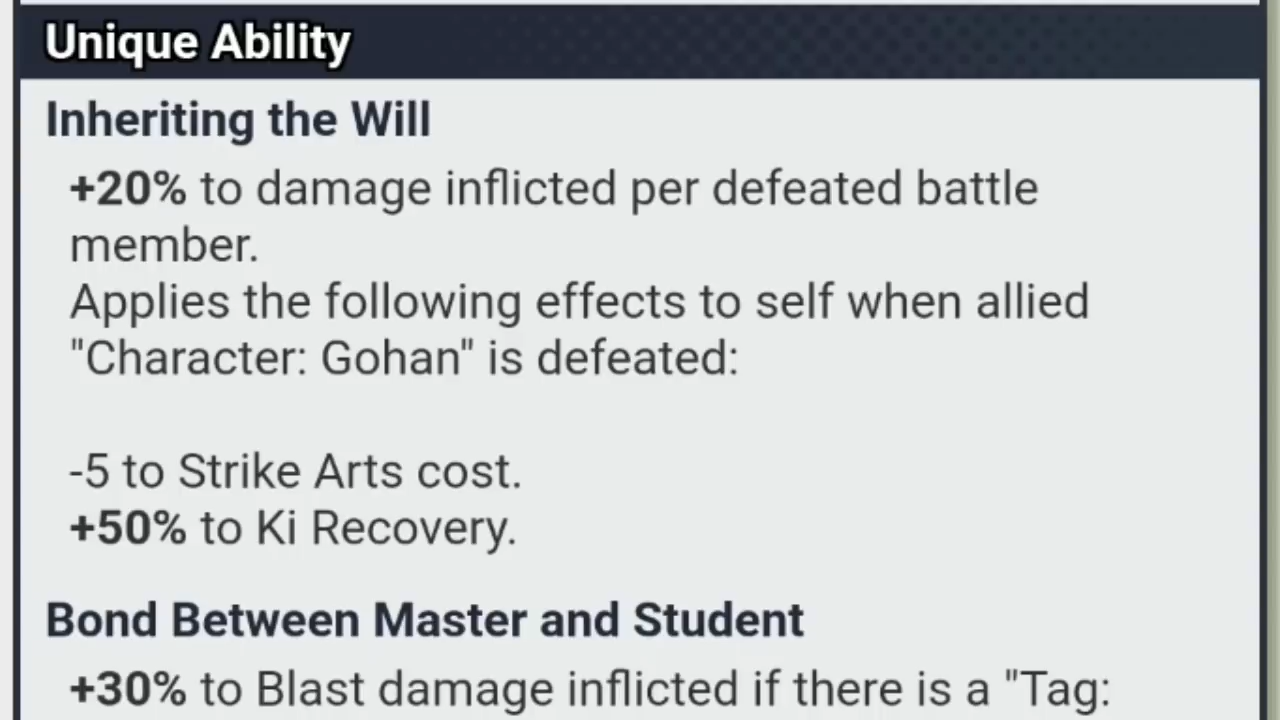 Unique Ability
Inheriting the Will
+20% to damage inflicted per defeated battle
member.
Applies the following effects to self when allied
"Character: Gohan" is defeated:
-5 to Strike Arts cost.
+50% to Ki Recovery.
Bond Between Master and Student
+30% to Blast damage inflicted if there is a "Tag: